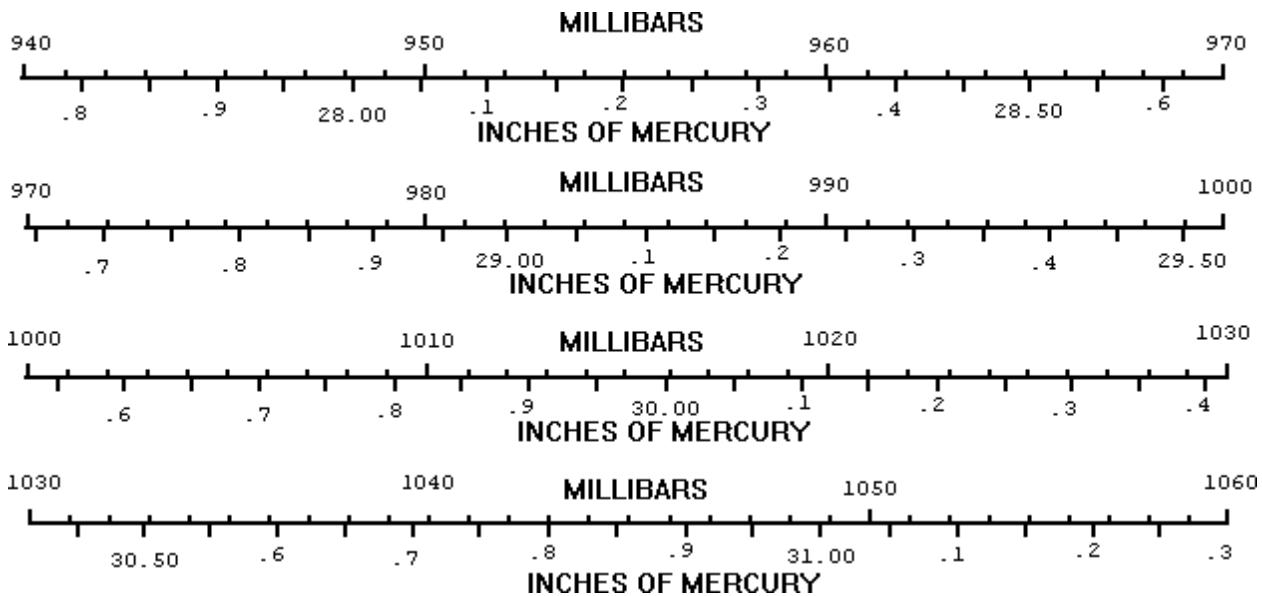 MILLIBARS
940 950 960 970
.8 .9 28.00 .1 .2 .3 .4 28.50 .6
INCHES OF MERCURY
MILLIBARS
970 980 990 1000
.7 .8 .9 29.00 .1 .2 .3 .4 29.50
INCHES OF MERCURY
1000 1010 MILLIBARS 1020 1030
.6 .7 .8 .9 30.00 .1 .2 .3 .4
INCHES OF MERCURY
1030 1040 MILLIBARS 1050 1060
30.50 .6 .7 .8 .9 31.00 .1 .2 .3
INCHES OF MERCURY